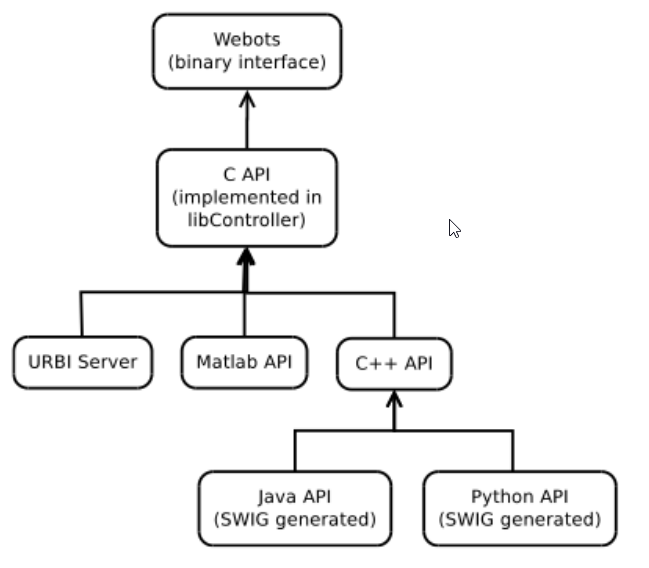 Webots
(binary interface)
C API
(implemented in
libController)
URBI Server
Matlab API
C++ API
Java API
(SWIG generated)
Python API
(SWIG generated)